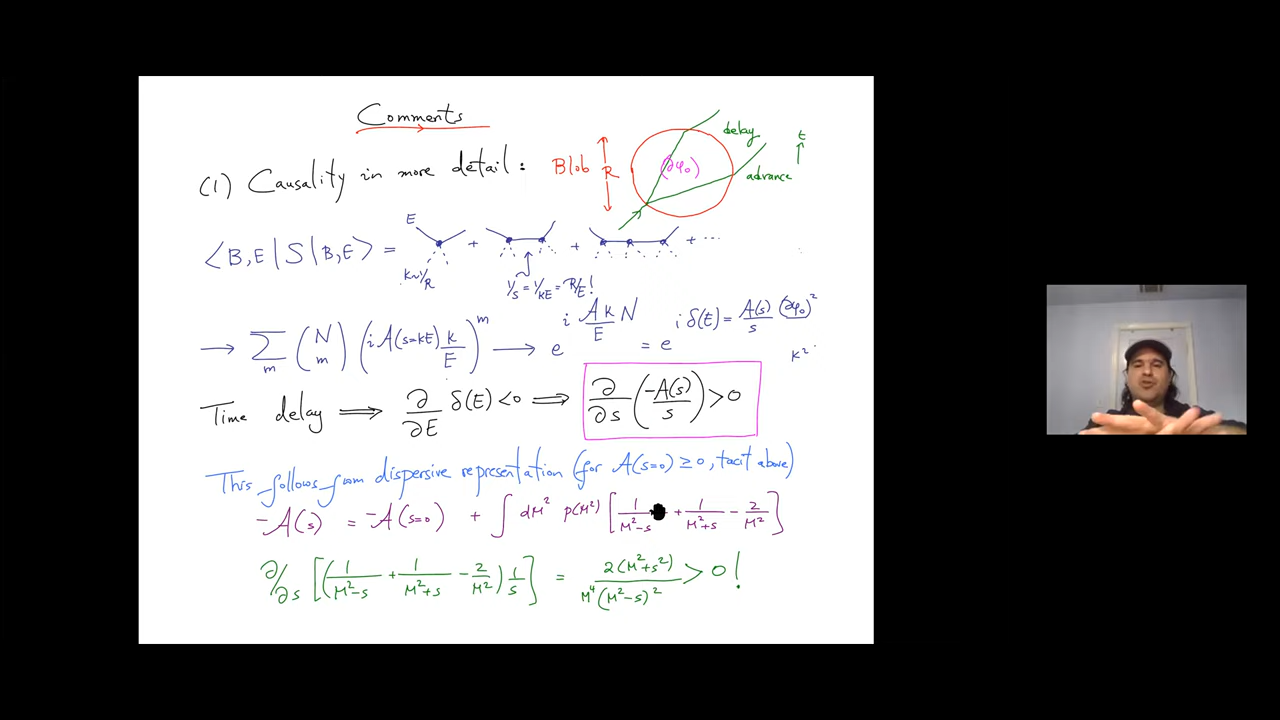 Comments
(1) Causality in more detail:
Blob R
(∂φ₀)
delay
advance
t
⟨B,E|S|B,E⟩ = + + + ...
E
k~1/R
1/s = 1/kE = R/E!
→ Σ_m (N m) (i A(s=kE) k/E)^m → e^{i A k/E N} = e^{i δ(E) = A(s)/s (∂φ₀)²}
k²
Time delay ⟹ ∂/∂E δ(E) < 0 ⟹ ∂/∂s (-A(s)/s) > 0
This follows from dispersive representation (for A(s=0) ≥ 0, tacit above)
-A(s) = -A(s=0) + ∫ dM² ρ(M²) [1/(M²-s) + 1/(M²+s) - 2/M²]
∂/∂s [(1/(M²-s) + 1/(M²+s) - 2/M²) 1/s] = 2(M²+s²)/(M⁴(M²-s)²) > 0!